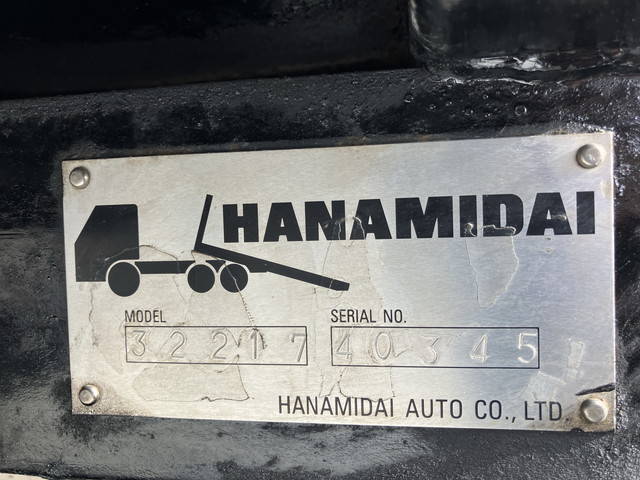 HANAMIDAI
MODEL SERIAL NO.
32217 40345
HANAMIDAI AUTO CO., LTD.